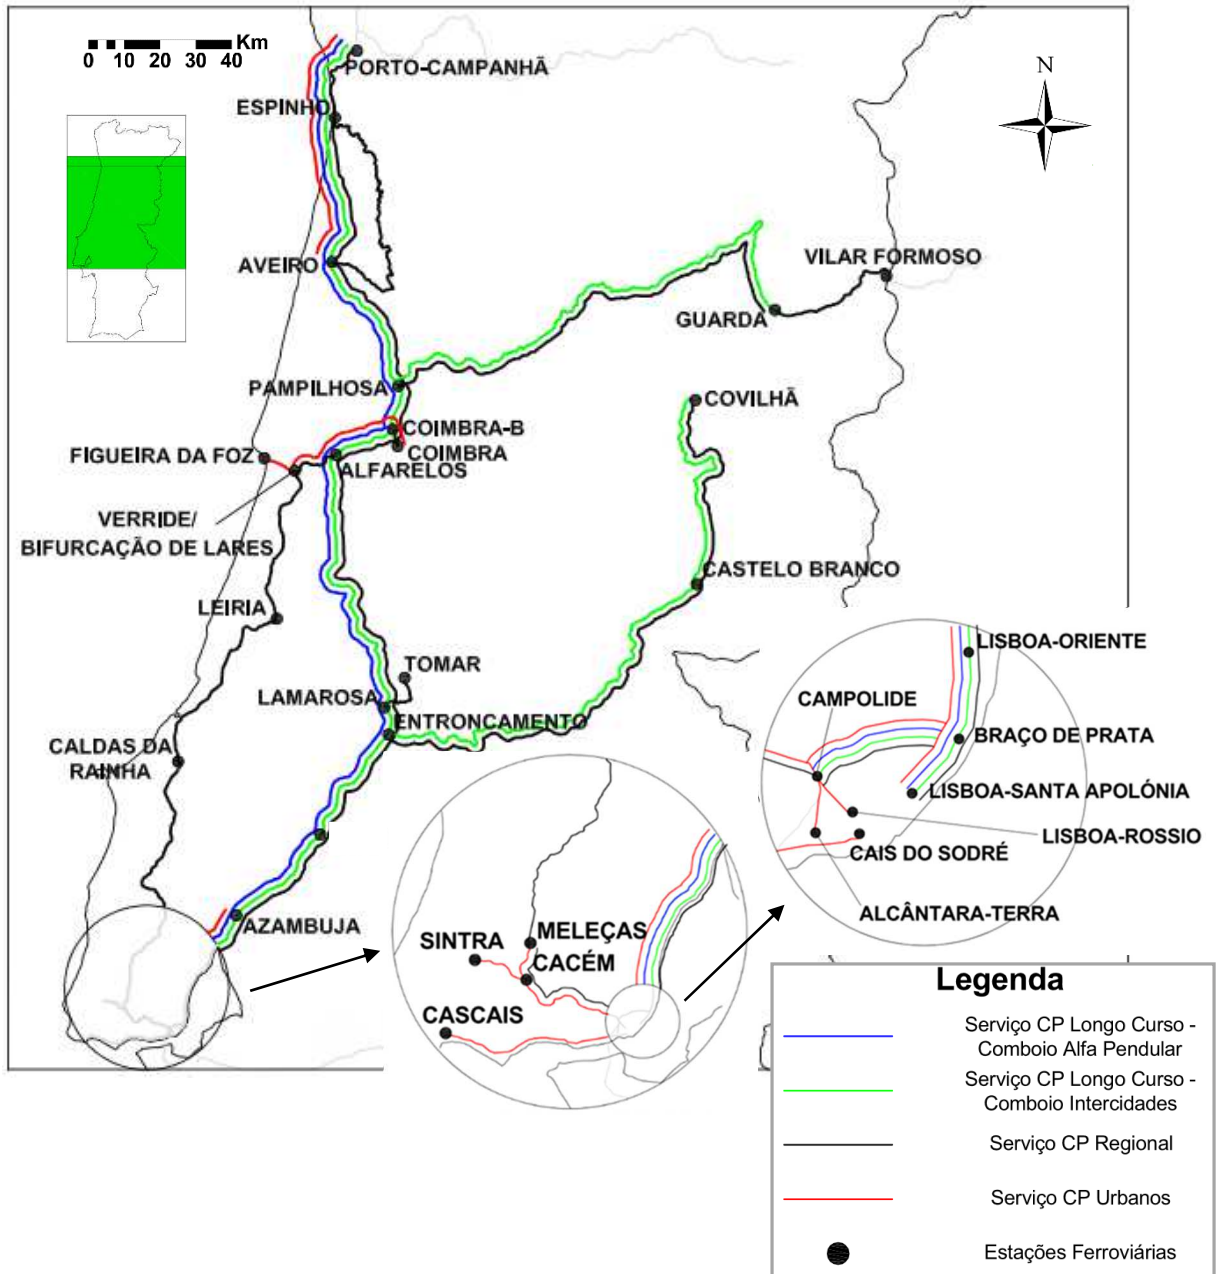 Km
0 10 20 30 40
N
PORTO-CAMPANHÃ
ESPINHO
AVEIRO
VILAR FORMOSO
GUARDA
PAMPILHOSA
COVILHÃ
COIMBRA-B
COIMBRA
FIGUEIRA DA FOZ
ALFARELOS
VERRIDE/
BIFURCAÇÃO DE LARES
CASTELO BRANCO
LEIRIA
TOMAR
LAMAROSA
ENTRONCAMENTO
CALDAS DA
RAINHA
AZAMBUJA
LISBOA-ORIENTE
CAMPOLIDE
BRAÇO DE PRATA
LISBOA-SANTA APOLÓNIA
LISBOA-ROSSIO
CAIS DO SODRÉ
ALCÂNTARA-TERRA
MELEÇAS
SINTRA
CACÉM
CASCAIS
Legenda
Serviço CP Longo Curso -
Comboio Alfa Pendular
Serviço CP Longo Curso -
Comboio Intercidades
Serviço CP Regional
Serviço CP Urbanos
Estações Ferroviárias